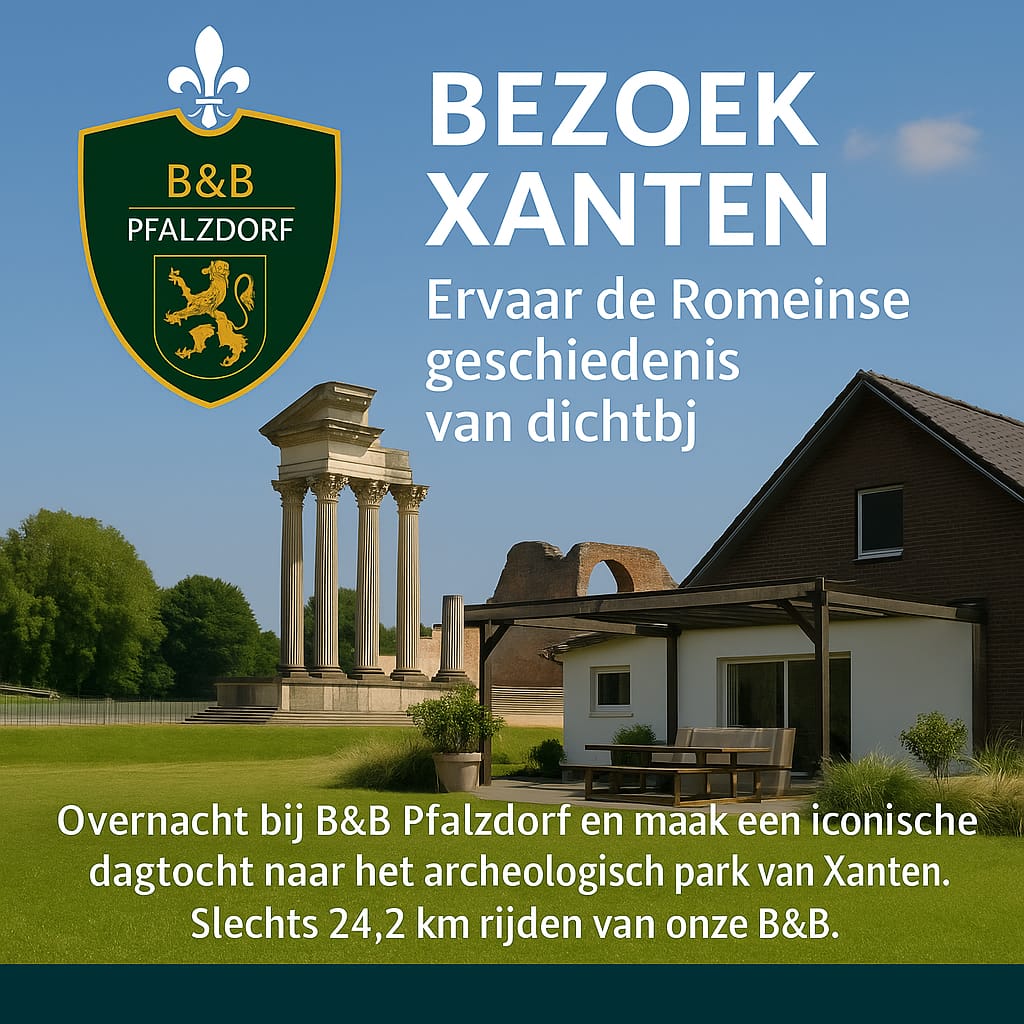 B&B
PFALZDORF
BEZOEK
XANTEN
Ervaar de Romeinse
geschiedenis
van dichtbj
Overnacht bij B&B Pfalzdorf en maak een iconische
dagtocht naar het archeologisch park van Xanten.
Slechts 24,2 km rijden van onze B&B.